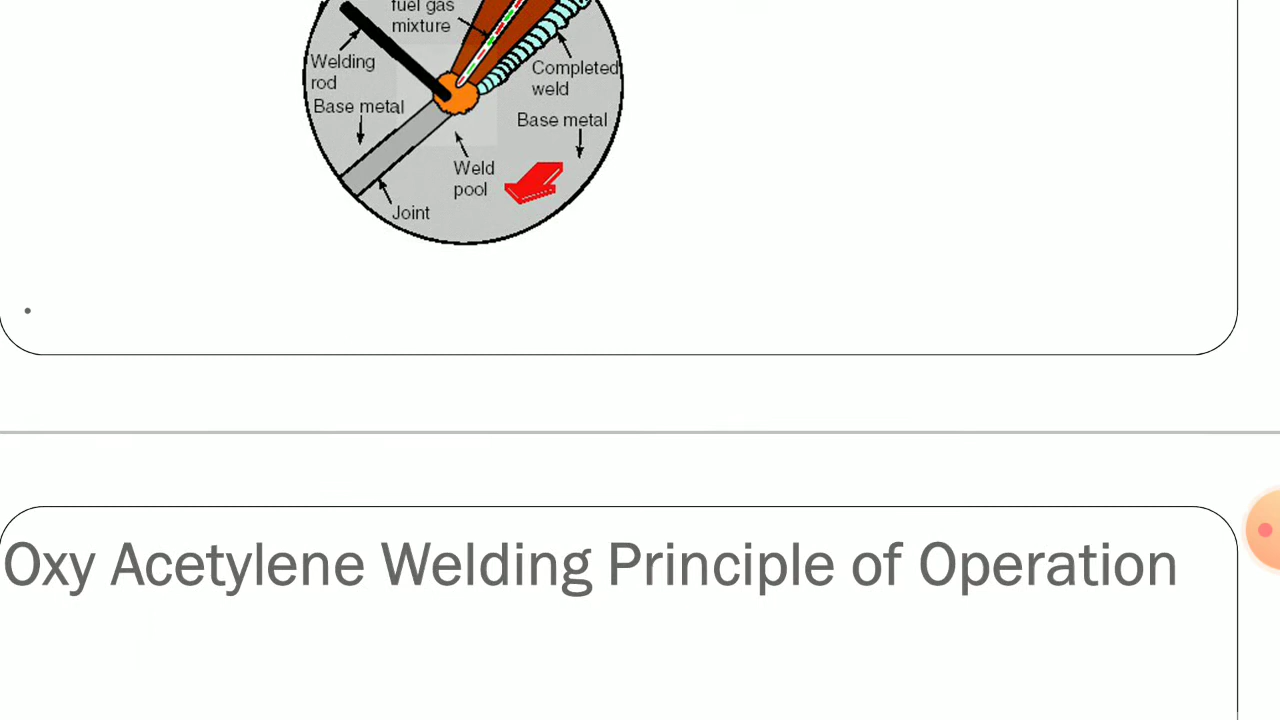 fuel gas
mixture
Welding
rod
Completed
weld
Base metal
Base metal
Weld
pool
Joint
Oxy Acetylene Welding Principle of Operation